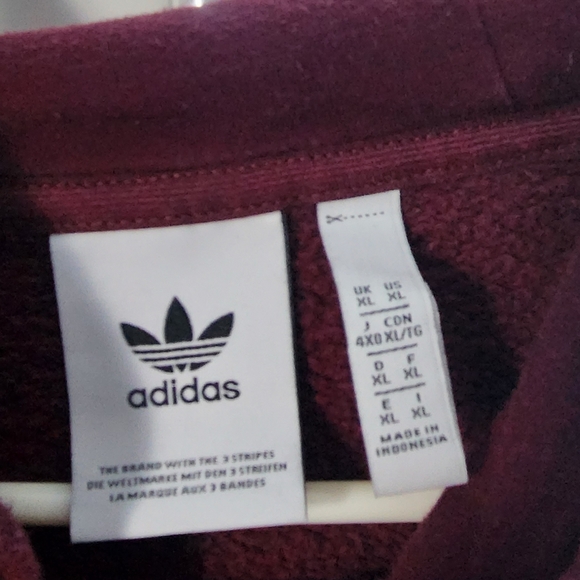 adidas
THE BRAND WITH THE 3 STRIPES
DIE WELTMARKE MIT DEN 3 STREIFEN
LA MARQUE AUX 3 BANDES
UK US
XL XL
J CDN
4XO XL/TG
D F
XL XL
E I
XL XL
MADE IN
INDONESIA